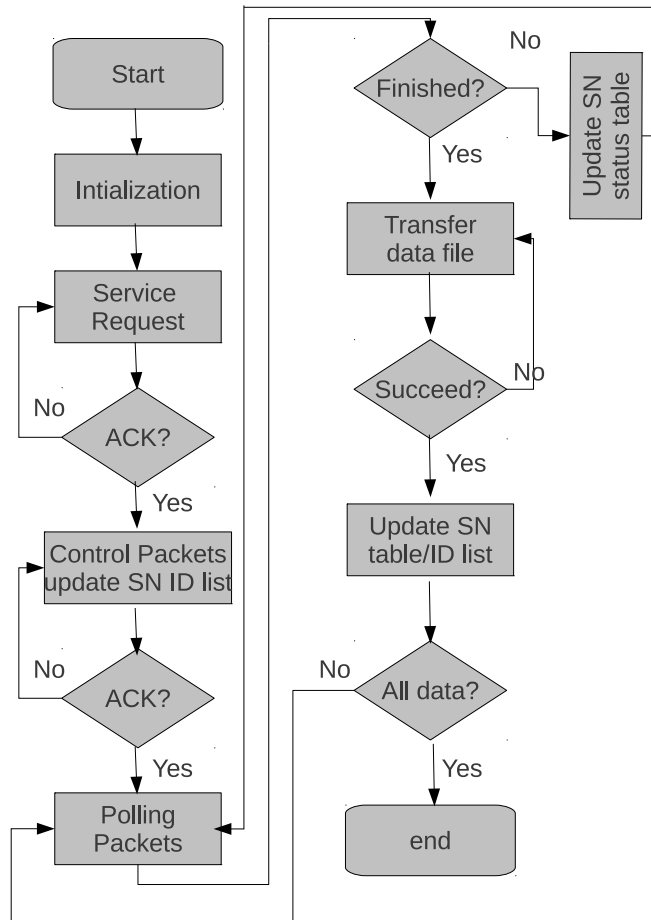 Start
Intialization
Service
Request
No
ACK?
Yes
Control Packets
update SN ID list
No
ACK?
Yes
Polling
Packets
Finished?
No
Update SN
status table
Yes
Transfer
data file
Succeed?
No
Yes
Update SN
table/ID list
No
All data?
Yes
end